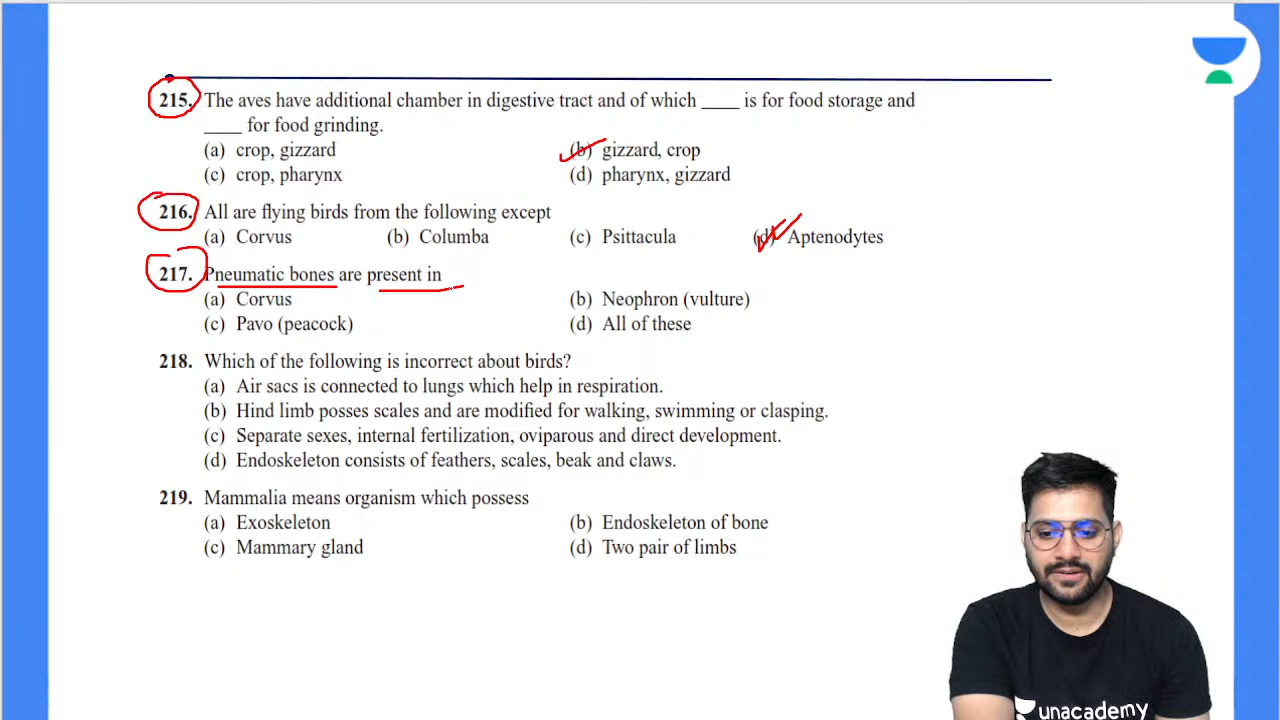 215. The aves have additional chamber in digestive tract and of which ____ is for food storage and
____ for food grinding.
(a) crop, gizzard (b) gizzard, crop
(c) crop, pharynx (d) pharynx, gizzard
216. All are flying birds from the following except
(a) Corvus (b) Columba (c) Psittacula (d) Aptenodytes
217. Pneumatic bones are present in
(a) Corvus (b) Neophron (vulture)
(c) Pavo (peacock) (d) All of these
218. Which of the following is incorrect about birds?
(a) Air sacs is connected to lungs which help in respiration.
(b) Hind limb posses scales and are modified for walking, swimming or clasping.
(c) Separate sexes, internal fertilization, oviparous and direct development.
(d) Endoskeleton consists of feathers, scales, beak and claws.
219. Mammalia means organism which possess
(a) Exoskeleton (b) Endoskeleton of bone
(c) Mammary gland (d) Two pair of limbs
unacademy